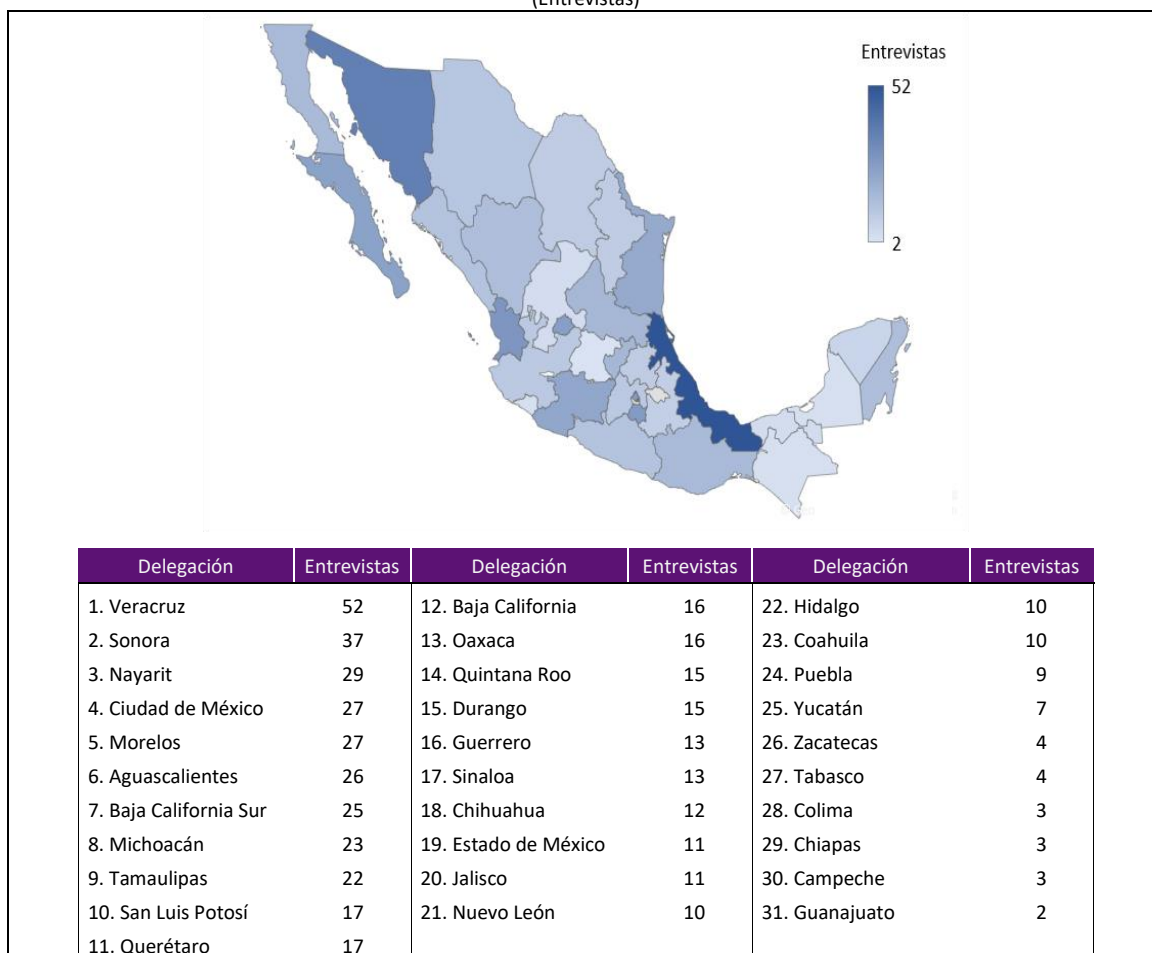 (Entrevistas)
Entrevistas
52
2
Delegación Entrevistas Delegación Entrevistas Delegación Entrevistas
1. Veracruz 52 12. Baja California 16 22. Hidalgo 10
2. Sonora 37 13. Oaxaca 16 23. Coahuila 10
3. Nayarit 29 14. Quintana Roo 15 24. Puebla 9
4. Ciudad de México 27 15. Durango 15 25. Yucatán 7
5. Morelos 27 16. Guerrero 13 26. Zacatecas 4
6. Aguascalientes 26 17. Sinaloa 13 27. Tabasco 4
7. Baja California Sur 25 18. Chihuahua 12 28. Colima 3
8. Michoacán 23 19. Estado de México 11 29. Chiapas 3
9. Tamaulipas 22 20. Jalisco 11 30. Campeche 3
10. San Luis Potosí 17 21. Nuevo León 10 31. Guanajuato 2
11. Querétaro 17